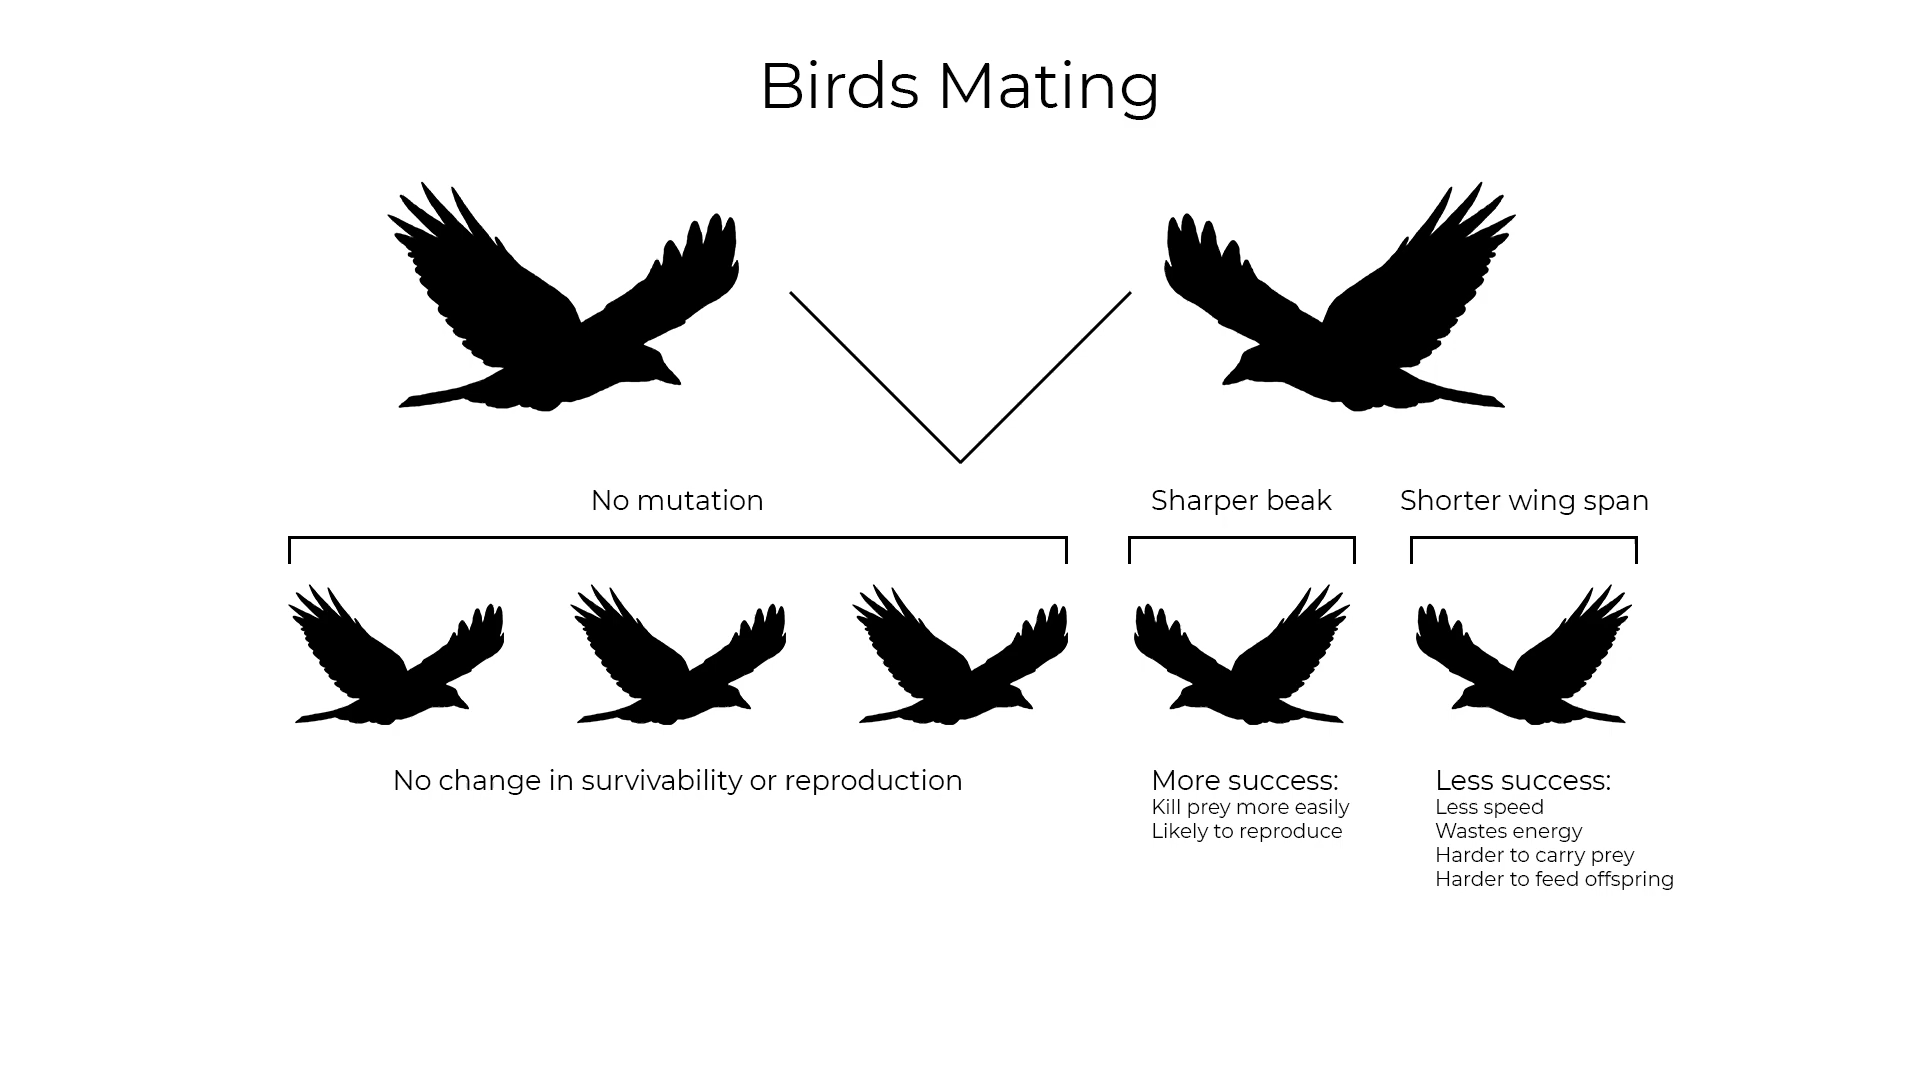 Birds Mating
No mutation
Sharper beak
Shorter wing span
No change in survivability or reproduction
More success:
Kill prey more easily
Likely to reproduce
Less success:
Less speed
Wastes energy
Harder to carry prey
Harder to feed offspring